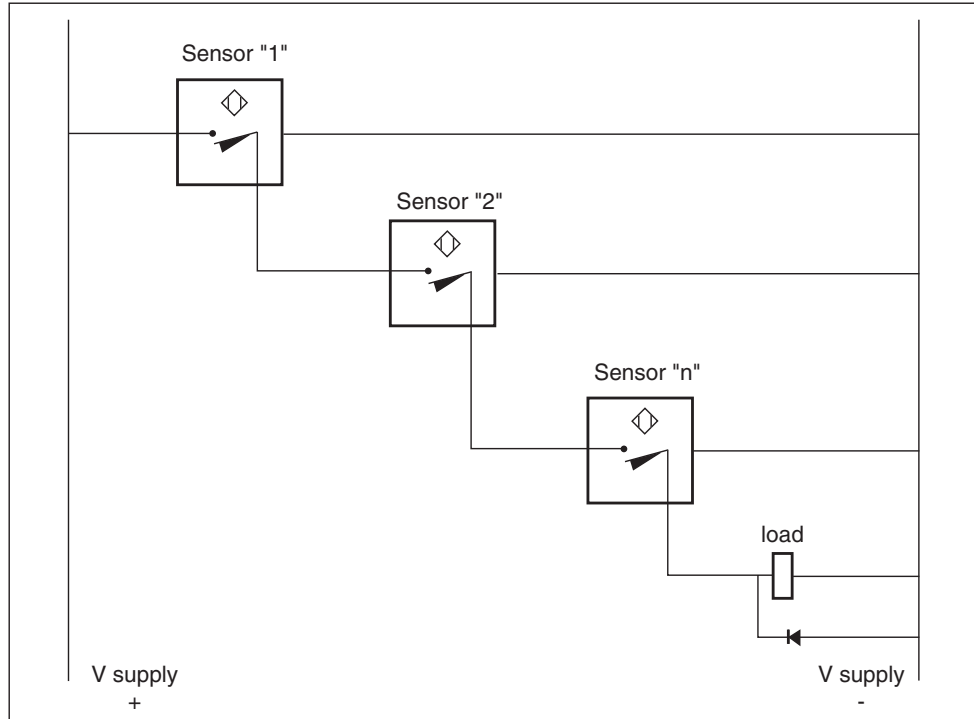 Sensor "1"
Sensor "2"
Sensor "n"
load
V supply
+
V supply
-